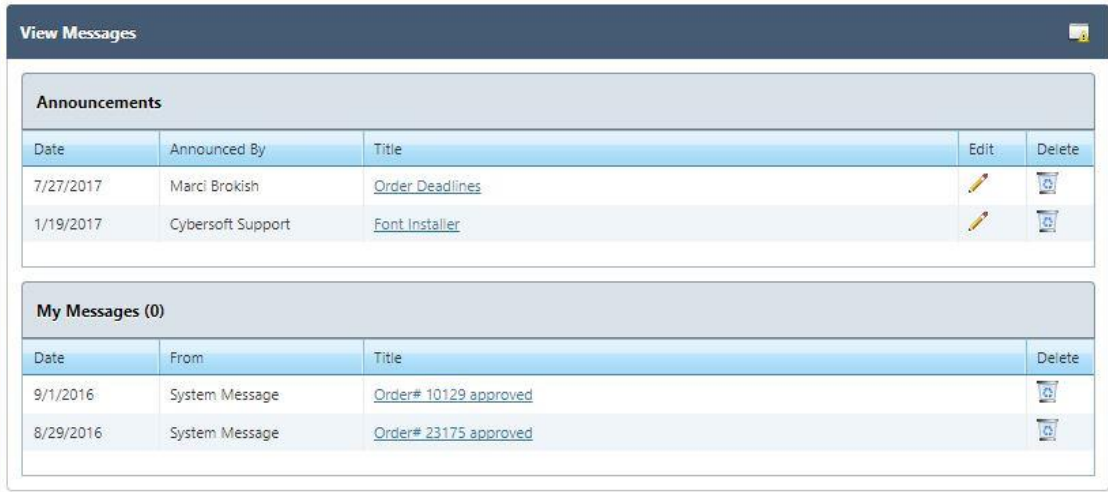 View Messages
Announcements
Date Announced By Title Edit Delete
7/27/2017 Marci Brokish Order Deadlines
1/19/2017 Cybersoft Support Font Installer
My Messages (0)
Date From Title Delete
9/1/2016 System Message Order# 10129 approved
8/29/2016 System Message Order# 23175 approved